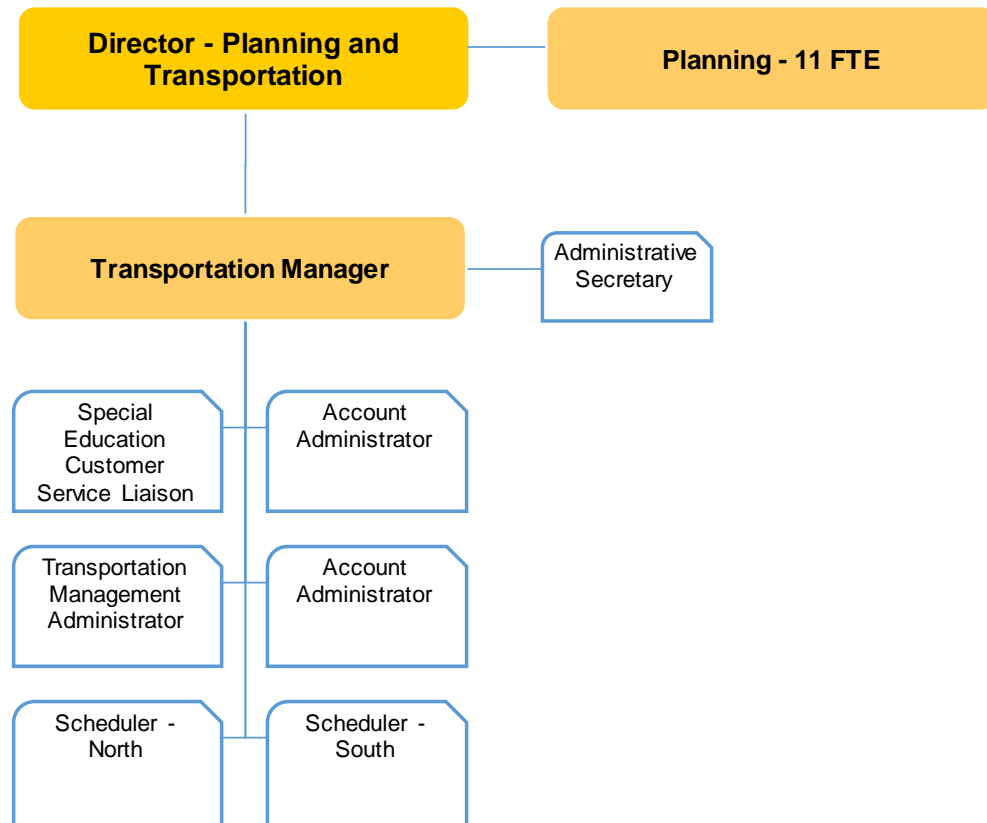 Director - Planning and
Transportation
Planning - 11 FTE
Transportation Manager
Administrative
Secretary
Special
Education
Customer
Service Liaison
Account
Administrator
Transportation
Management
Administrator
Account
Administrator
Scheduler -
North
Scheduler -
South